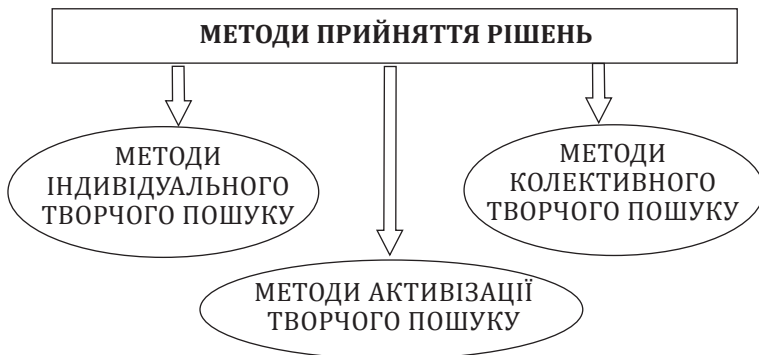 МЕТОДИ ПРИЙНЯТТЯ РІШЕНЬ
МЕТОДИ
ІНДИВІДУАЛЬНОГО
ТВОРЧОГО ПОШУКУ
МЕТОДИ
КОЛЕКТИВНОГО
ТВОРЧОГО ПОШУКУ
МЕТОДИ АКТИВІЗАЦІЇ
ТВОРЧОГО ПОШУКУ